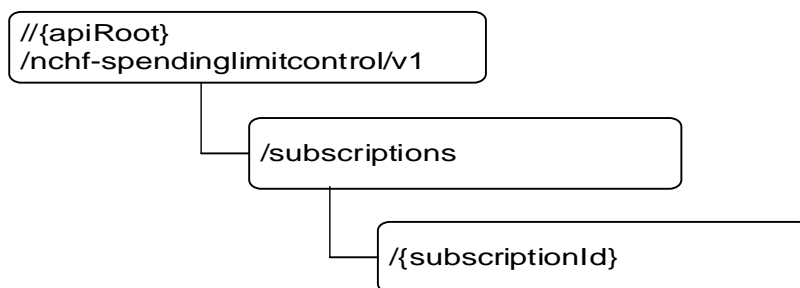 //{apiRoot}
/nchf-spendinglimitcontrol/v1
/subscriptions
/{subscriptionId}